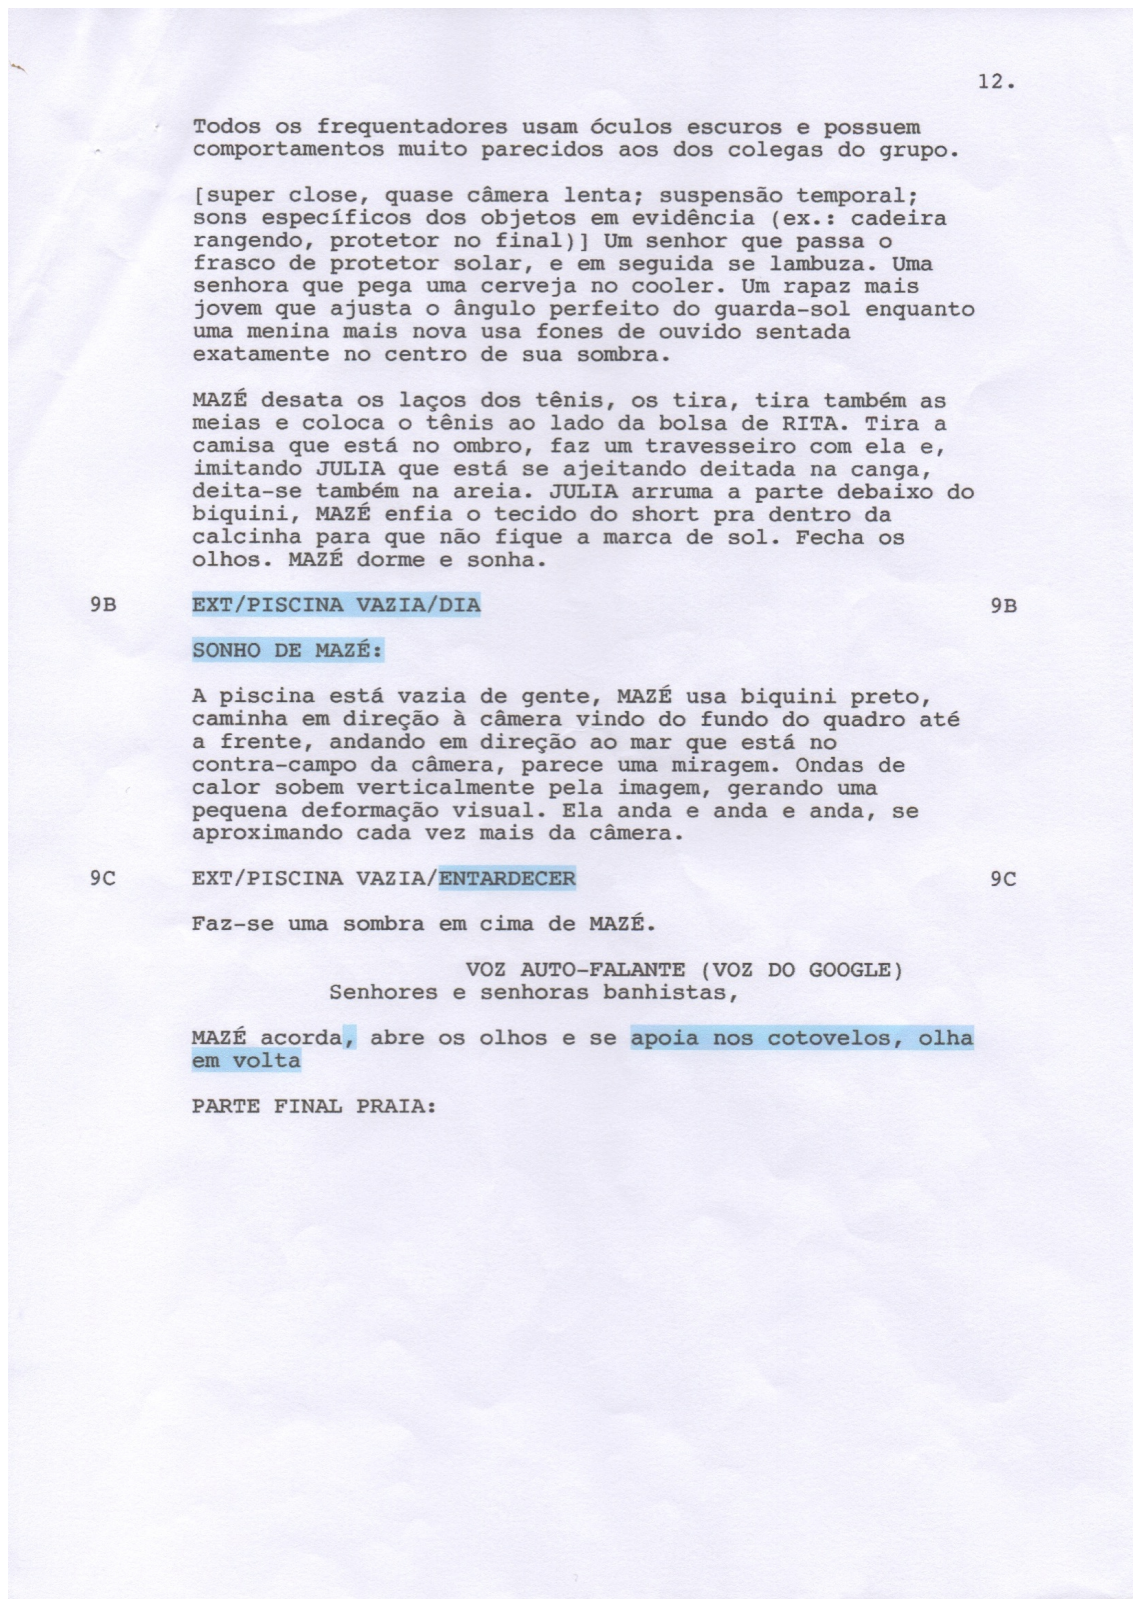 12.
Todos os frequentadores usam óculos escuros e possuem
comportamentos muito parecidos aos dos colegas do grupo.
[super close, quase câmera lenta; suspensão temporal;
sons específicos dos objetos em evidência (ex.: cadeira
rangendo, protetor no final)] Um senhor que passa o
frasco de protetor solar, e em seguida se lambuza. Uma
senhora que pega uma cerveja no cooler. Um rapaz mais
jovem que ajusta o ângulo perfeito do guarda-sol enquanto
uma menina mais nova usa fones de ouvido sentada
exatamente no centro de sua sombra.
MAZÉ desata os laços dos tênis, os tira, tira também as
meias e coloca o tênis ao lado da bolsa de RITA. Tira a
camisa que está no ombro, faz um travesseiro com ela e,
imitando JULIA que está se ajeitando deitada na canga,
deita-se também na areia. JULIA arruma a parte debaixo do
biquini, MAZÉ enfia o tecido do short pra dentro da
calcinha para que não fique a marca de sol. Fecha os
olhos. MAZÉ dorme e sonha.
9B EXT/PISCINA VAZIA/DIA 9B
SONHO DE MAZÉ:
A piscina está vazia de gente, MAZÉ usa biquini preto,
caminha em direção à câmera vindo do fundo do quadro até
a frente, andando em direção ao mar que está no
contra-campo da câmera, parece uma miragem. Ondas de
calor sobem verticalmente pela imagem, gerando uma
pequena deformação visual. Ela anda e anda e anda, se
aproximando cada vez mais da câmera.
9C EXT/PISCINA VAZIA/ENTARDECER 9C
Faz-se uma sombra em cima de MAZÉ.
VOZ AUTO-FALANTE (VOZ DO GOOGLE)
Senhores e senhoras banhistas,
MAZÉ acorda, abre os olhos e se apoia nos cotovelos, olha
em volta
PARTE FINAL PRAIA: